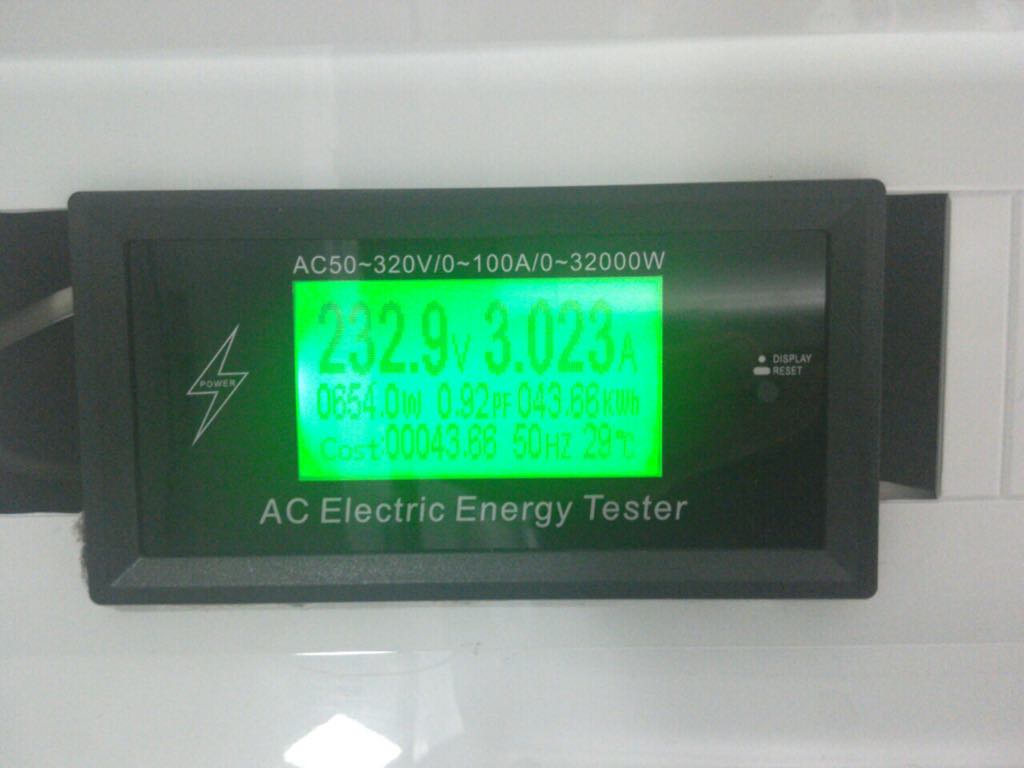 AC50~320V/0~100A/0~32000W
232.9V 3.023A
0654.0W 0.92PF 043.66KWh
Cost:00043.66 50HZ 29℃
POWER
DISPLAY
RESET
AC Electric Energy Tester